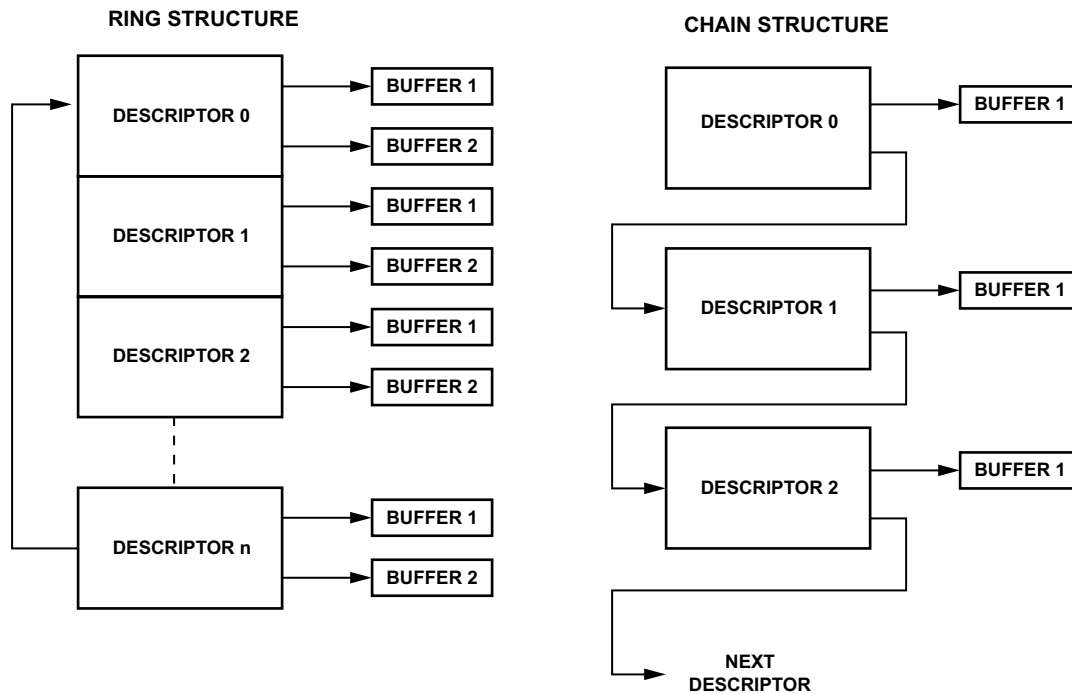 RING STRUCTURE
DESCRIPTOR 0
BUFFER 1
BUFFER 2
DESCRIPTOR 1
BUFFER 1
BUFFER 2
DESCRIPTOR 2
BUFFER 1
BUFFER 2
DESCRIPTOR n
BUFFER 1
BUFFER 2
CHAIN STRUCTURE
DESCRIPTOR 0
BUFFER 1
DESCRIPTOR 1
BUFFER 1
DESCRIPTOR 2
BUFFER 1
NEXT
DESCRIPTOR